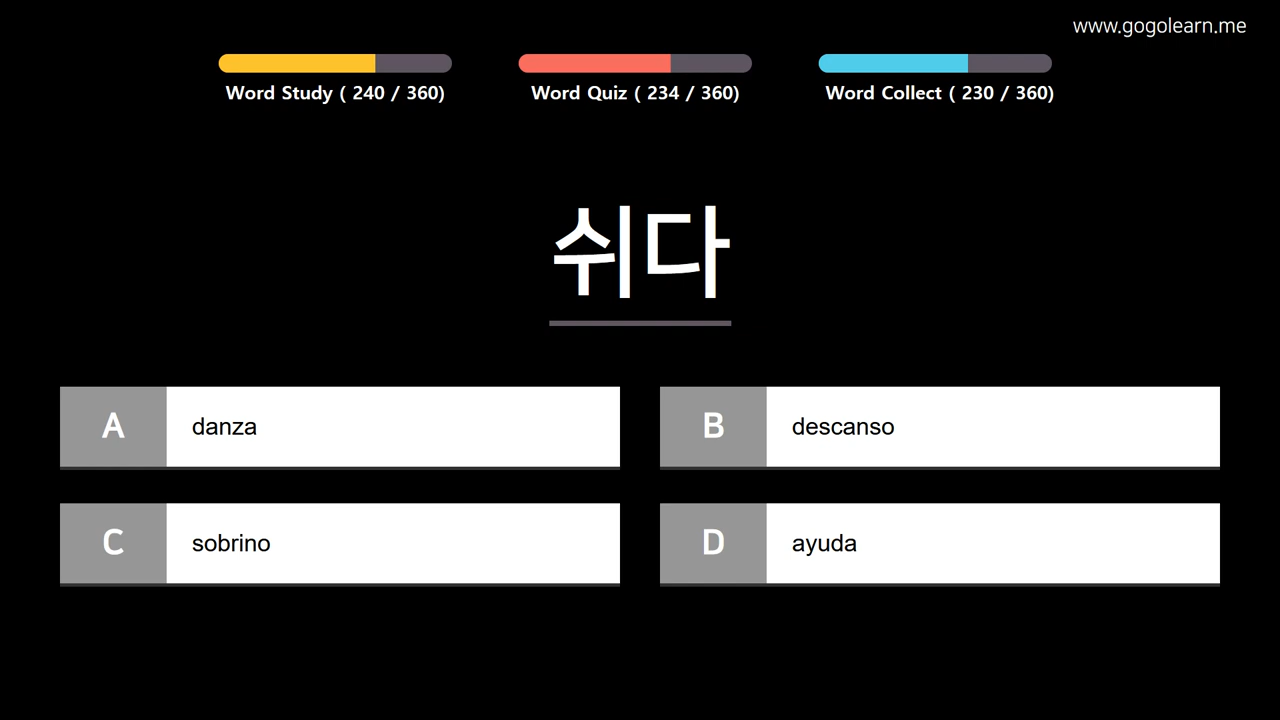 www.gogolearn.me
Word Study ( 240 / 360)
Word Quiz ( 234 / 360)
Word Collect ( 230 / 360)
쉬다
A danza
B descanso
C sobrino
D ayuda